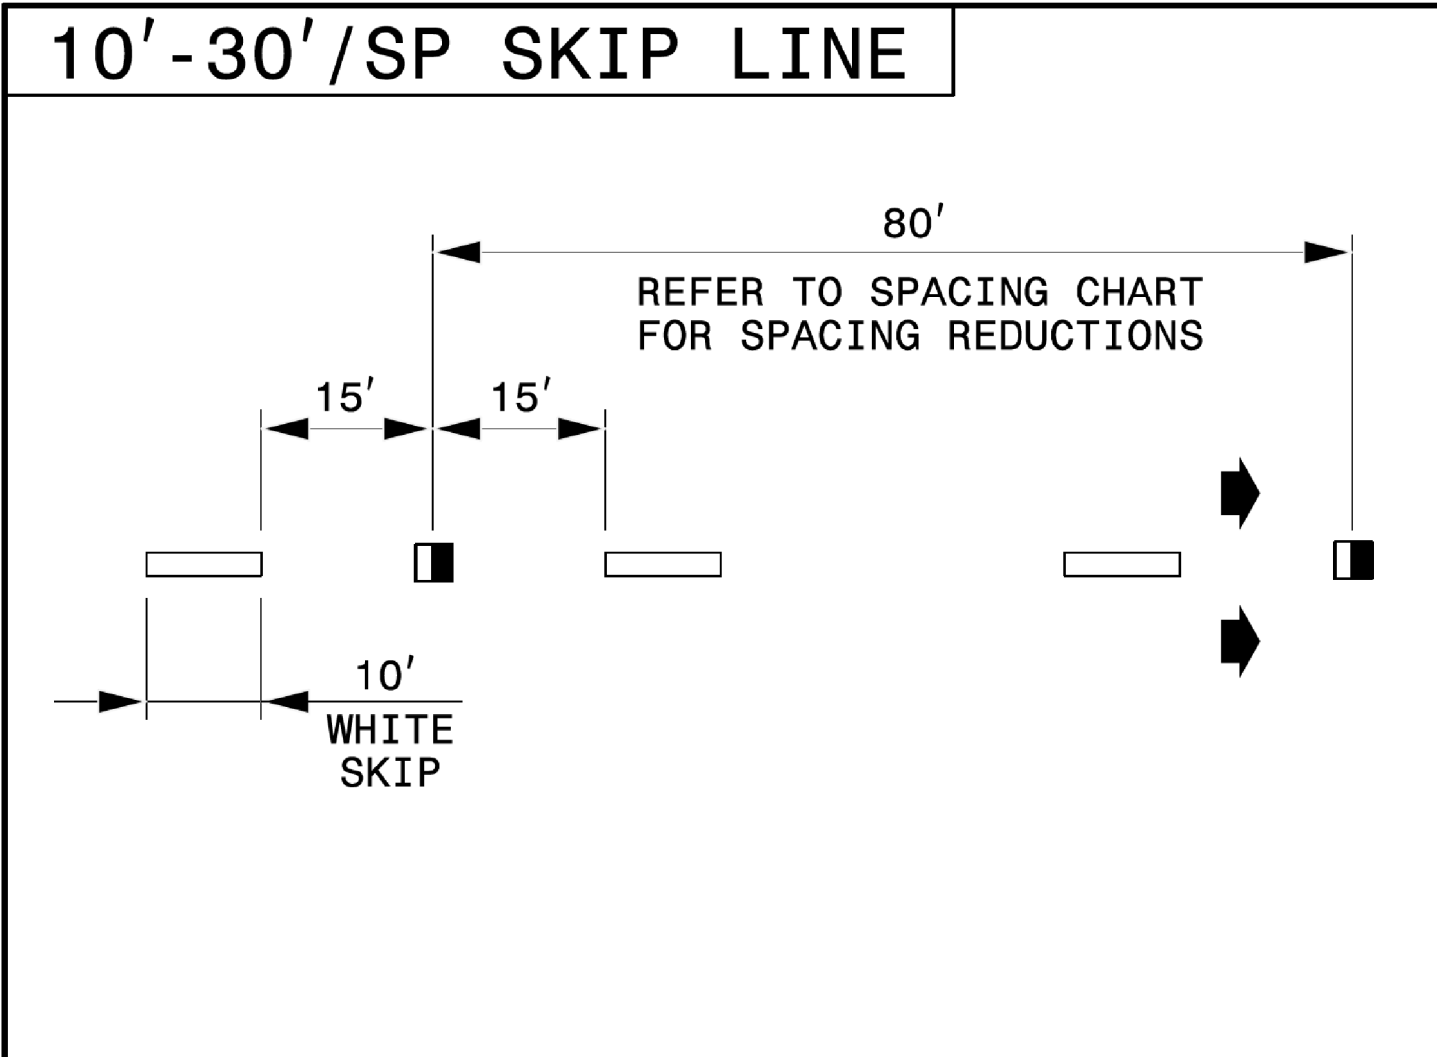 10'-30'/SP SKIP LINE
80'
REFER TO SPACING CHART
FOR SPACING REDUCTIONS
15'
15'
10'
WHITE
SKIP